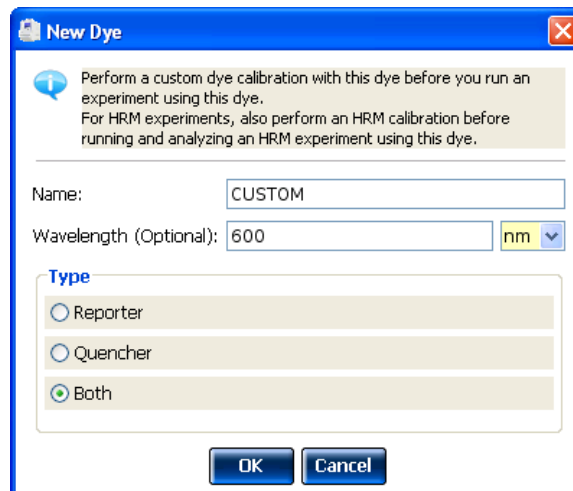 New Dye
Perform a custom dye calibration with this dye before you run an
experiment using this dye.
For HRM experiments, also perform an HRM calibration before
running and analyzing an HRM experiment using this dye.
Name: CUSTOM
Wavelength (Optional): 600 nm
Type
Reporter
Quencher
Both
OK Cancel